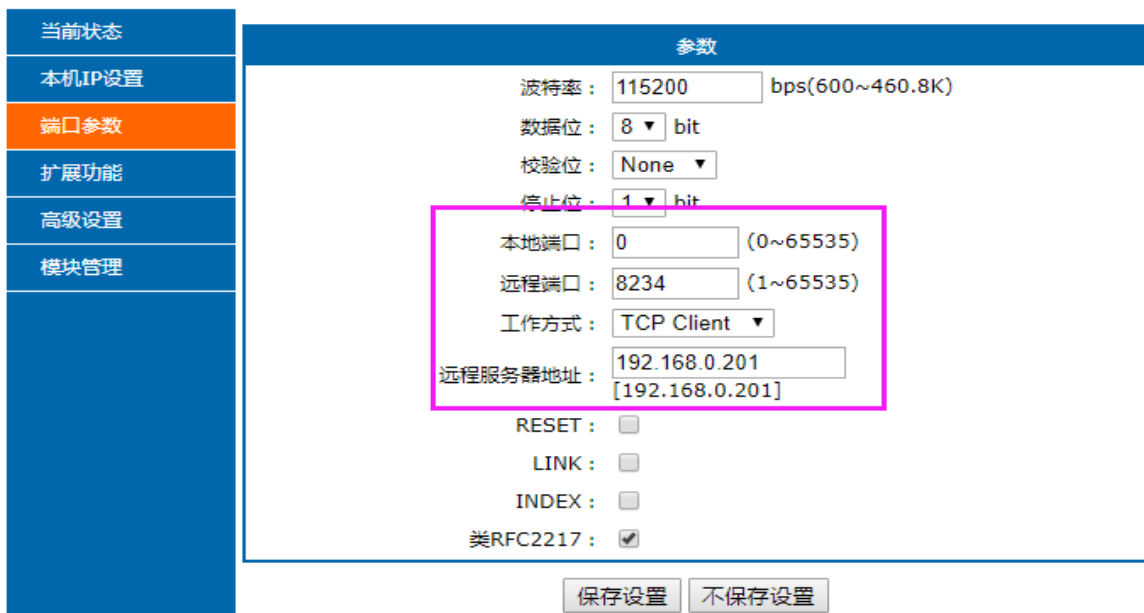 当前状态
本机IP设置
端口参数
扩展功能
高级设置
模块管理
参数
波特率： 115200 bps(600~460.8K)
数据位： 8 bit
校验位： None
停止位： 1 bit
本地端口： 0 (0~65535)
远程端口： 8234 (1~65535)
工作方式： TCP Client
远程服务器地址： 192.168.0.201
[192.168.0.201]
RESET：
LINK：
INDEX：
类RFC2217：
保存设置 不保存设置